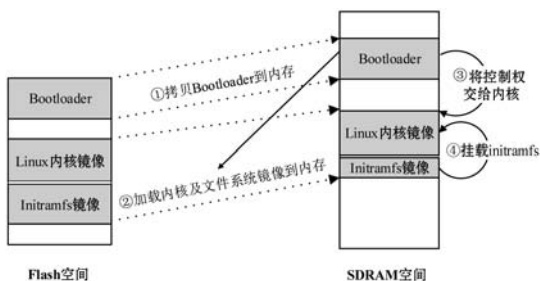 Bootloader
Linux内核镜像
Initramfs镜像
Flash空间
①拷贝Bootloader到内存
②加载内核及文件系统镜像到内存
Bootloader
Linux内核镜像
Initramfs镜像
SDRAM空间
③将控制权
交给内核
④挂载initramfs